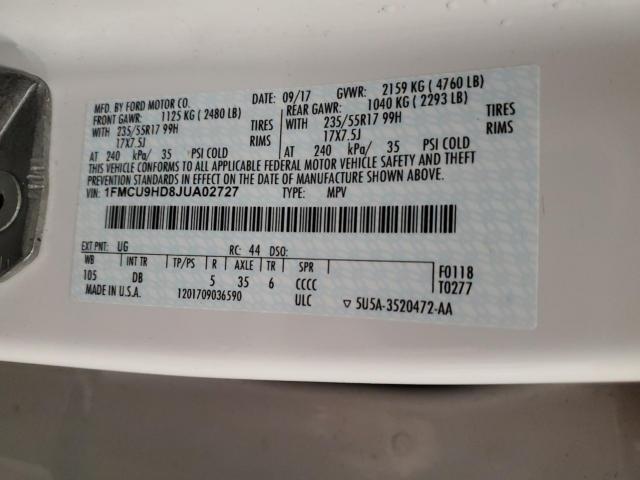 MFD. BY FORD MOTOR CO. DATE: 09/17 GVWR: 2159 KG ( 4760 LB)
FRONT GAWR: 1125 KG ( 2480 LB) REAR GAWR: 1040 KG ( 2293 LB)
WITH 235/55R17 99H TIRES WITH 235/55R17 99H TIRES
17X7.5J RIMS 17X7.5J RIMS
AT 240 kPa/ 35 PSI COLD AT 240 kPa/ 35 PSI COLD
THIS VEHICLE CONFORMS TO ALL APPLICABLE FEDERAL MOTOR VEHICLE SAFETY AND THEFT
PREVENTION STANDARDS IN EFFECT ON THE DATE OF MANUFACTURE SHOWN ABOVE.
VIN: 1FMCU9HD8JUA02727 TYPE: MPV
EXT PNT: UG RC: 44 DSO:
WB INT TR TP/PS R AXLE TR SPR F0118
105 DB 5 35 6 CCCC T0277
MADE IN U.S.A. 1201709036590 ULC ▽ 5U5A-3520472-AA